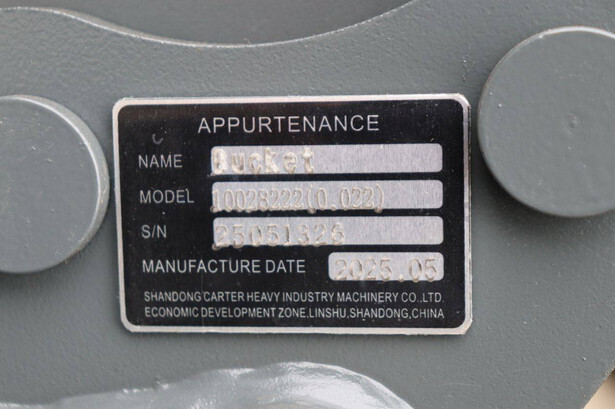 APPURTENANCE
NAME Bucket
MODEL 10028222(0.022)
S/N 25051326
MANUFACTURE DATE 2025.05
SHANDONG CARTER HEAVY INDUSTRY MACHINERY CO.,LTD.
ECONOMIC DEVELOPMENT ZONE,LINSHU,SHANDONG,CHINA